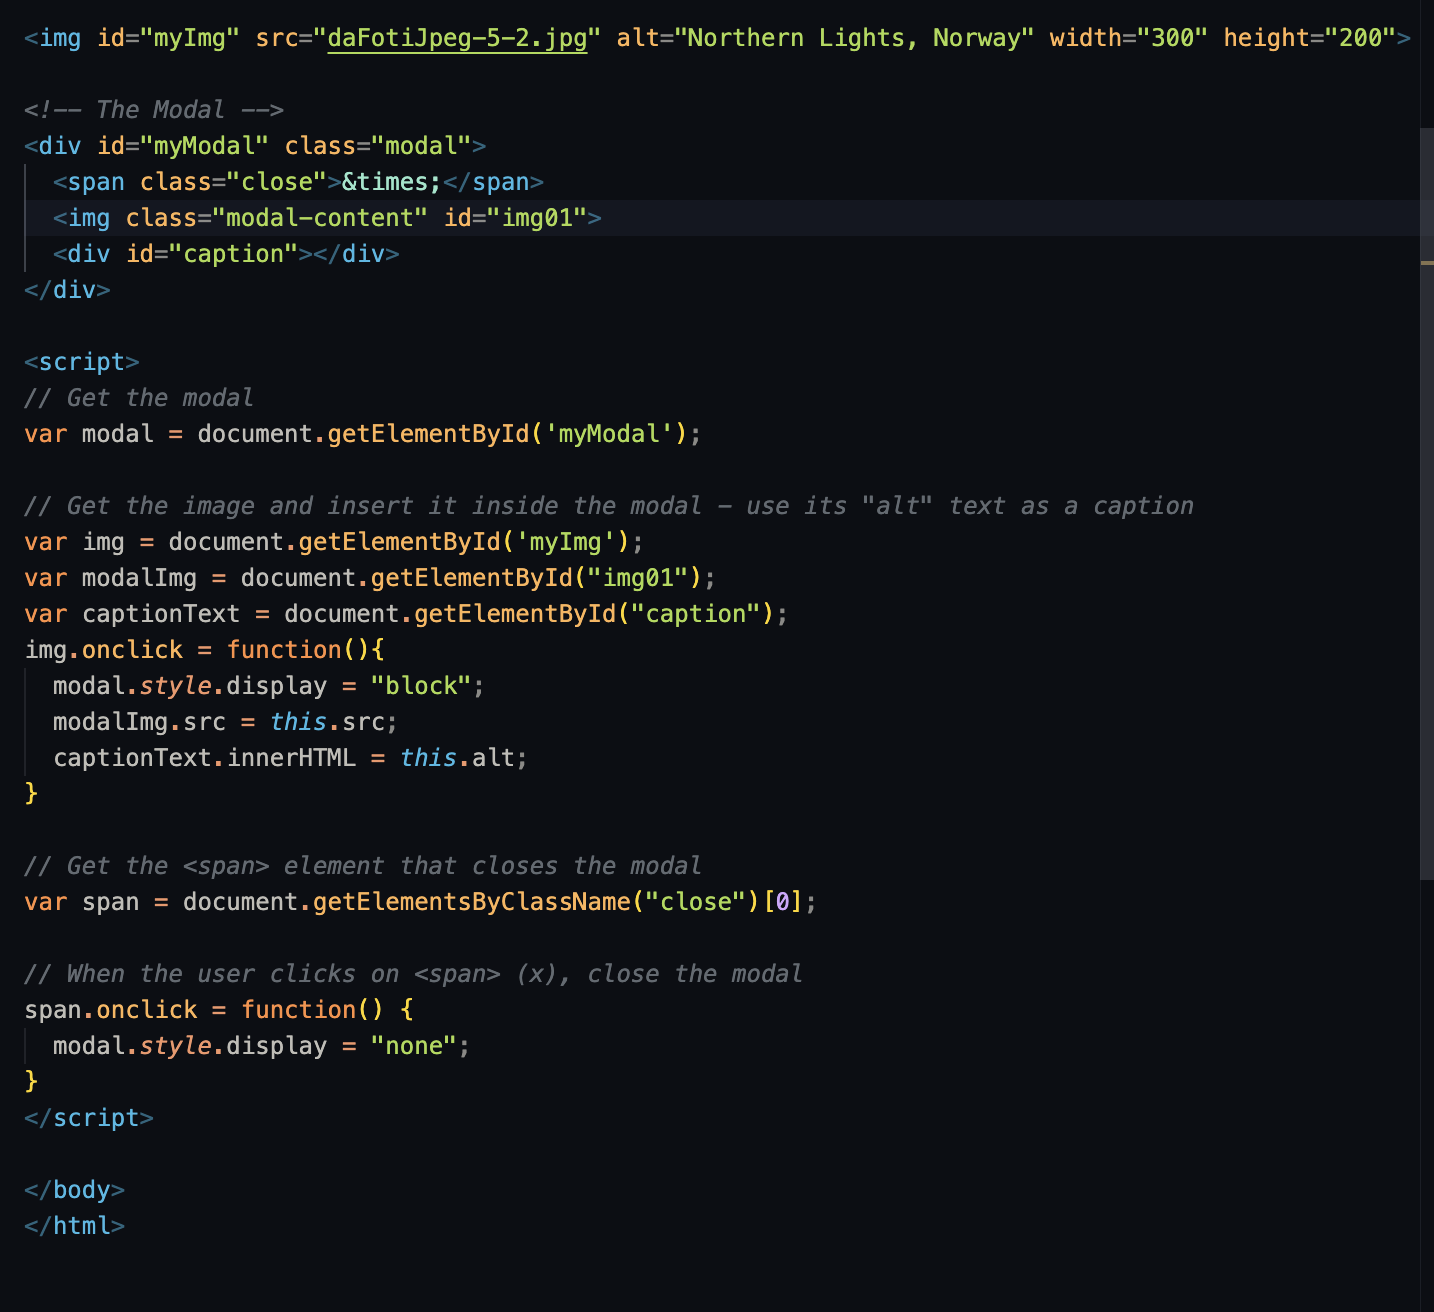 <img id="myImg" src="daFotiJpeg-5-2.jpg" alt="Northern Lights, Norway" width="300" height="200">
<!-- The Modal -->
<div id="myModal" class="modal">
<span class="close">&times;</span>
<img class="modal-content" id="img01">
<div id="caption"></div>
</div>
<script>
// Get the modal
var modal = document.getElementById('myModal');
// Get the image and insert it inside the modal - use its "alt" text as a caption
var img = document.getElementById('myImg');
var modalImg = document.getElementById("img01");
var captionText = document.getElementById("caption");
img.onclick = function(){
modal.style.display = "block";
modalImg.src = this.src;
captionText.innerHTML = this.alt;
}
// Get the <span> element that closes the modal
var span = document.getElementsByClassName("close")[0];
// When the user clicks on <span> (x), close the modal
span.onclick = function() {
modal.style.display = "none";
}
</script>
</body>
</html>